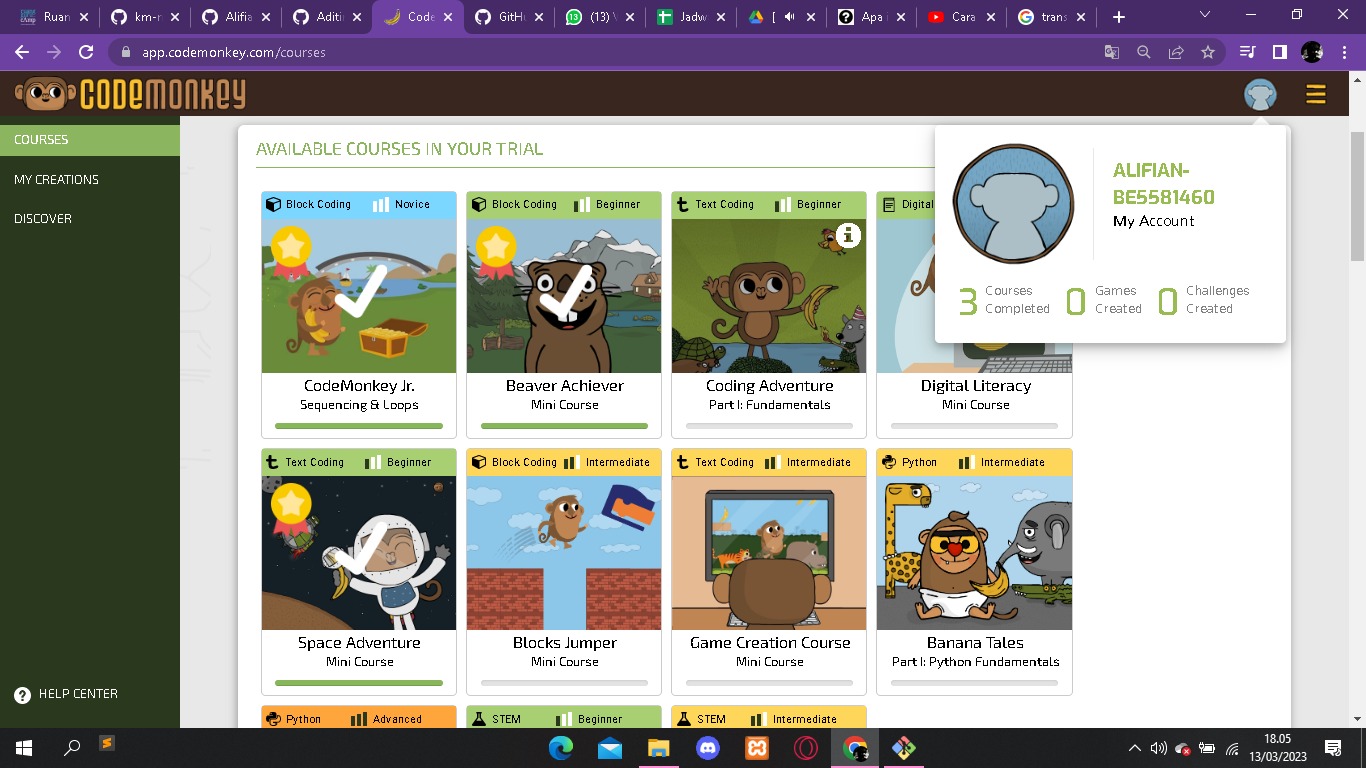 Ruan
km-r
Alifia
Aditi
Code
GitHu
(13)
Jadw
[
Apa i
Cara
trans
app.codemonkey.com/courses
CODEMONKEY
COURSES
MY CREATIONS
DISCOVER
HELP CENTER
AVAILABLE COURSES IN YOUR TRIAL
ALIFIAN-
BE5581460
My Account
3 Courses Completed
0 Games Created
0 Challenges Created
Block Coding Novice
CodeMonkey Jr.
Sequencing & Loops
Block Coding Beginner
Beaver Achiever
Mini Course
t Text Coding Beginner
i
Coding Adventure
Part I: Fundamentals
Digital
Digital Literacy
Mini Course
t Text Coding Beginner
Space Adventure
Mini Course
Block Coding Intermediate
Blocks Jumper
Mini Course
t Text Coding Intermediate
Game Creation Course
Mini Course
Python Intermediate
Banana Tales
Part I: Python Fundamentals
Python Advanced
STEM Beginner
STEM Intermediate
18.05
13/03/2023